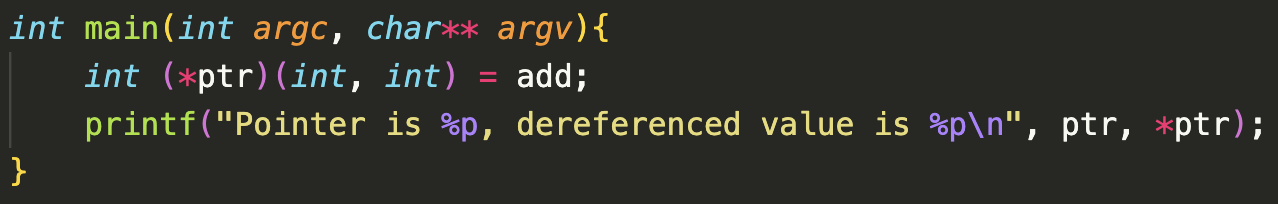 int main(int argc, char** argv){
    int (*ptr)(int, int) = add;
    printf("Pointer is %p, dereferenced value is %p\n", ptr, *ptr);
}